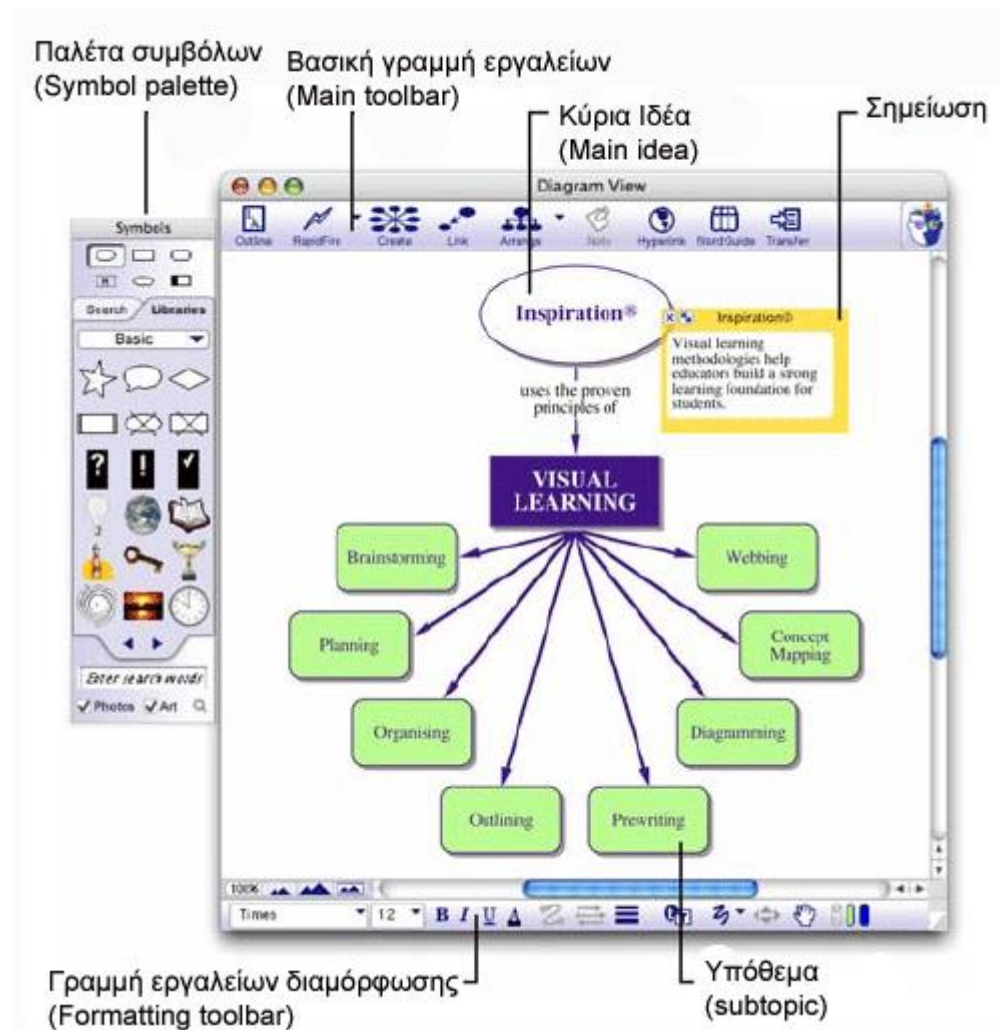 Παλέτα συμβόλων
(Symbol palette)
Βασική γραμμή εργαλείων
(Main toolbar)
Κύρια Ιδέα
(Main idea)
Σημείωση
Diagram View
Outline RapidFire Create Link Arrange Note Hyperlink WordGuide Transfer
Symbols
Search Libraries
Basic
Enter search words
Photos Art
Inspiration®
Inspiration®
Visual learning
methodologies help
educators build a strong
learning foundation for
students.
uses the proven
principles of
VISUAL
LEARNING
Brainstorming
Webbing
Planning
Concept
Mapping
Organising
Diagramming
Outlining
Prewriting
100%
Times 12 B I U A
Γραμμή εργαλείων διαμόρφωσης
(Formatting toolbar)
Υπόθεμα
(subtopic)